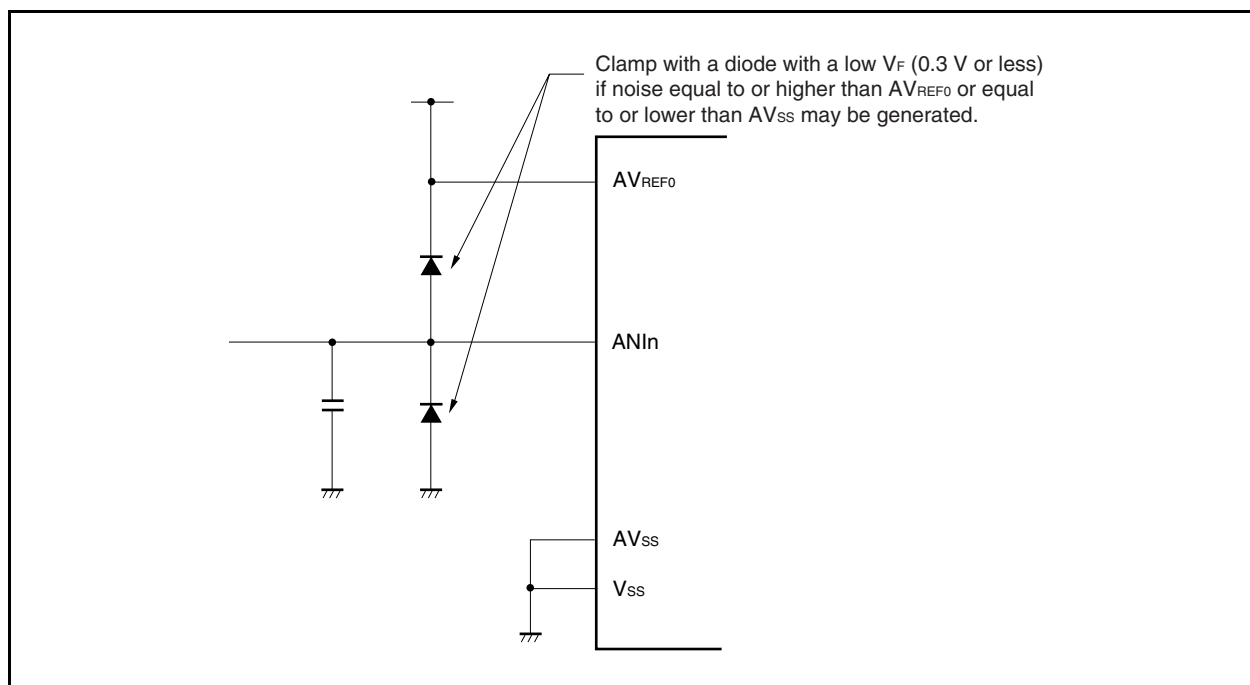 Clamp with a diode with a low VF (0.3 V or less)
if noise equal to or higher than AVREF0 or equal
to or lower than AVSS may be generated.
AVREF0
ANIn
AVSS
VSS